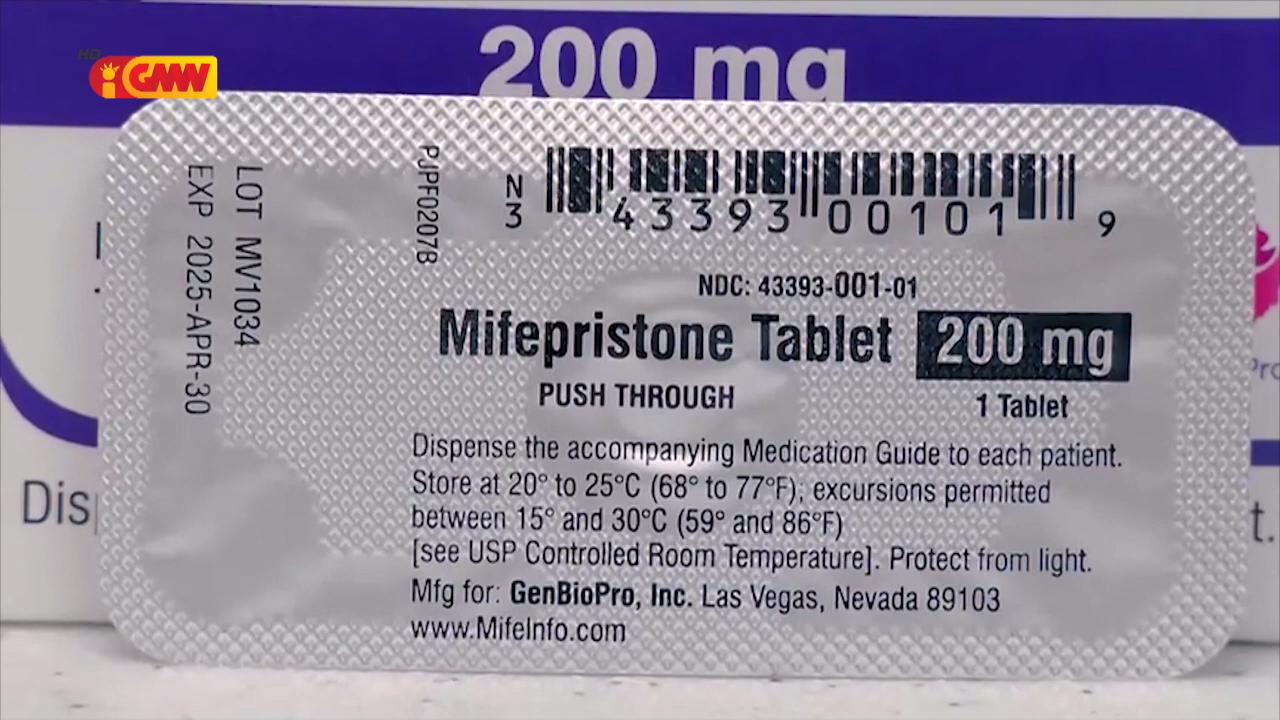 200 mg
HD
iGMW
LOT MV1034
EXP 2025-APR-30
PJPF0207B
N
3
43393 00101 9
NDC: 43393-001-01
Mifepristone Tablet 200 mg
PUSH THROUGH
1 Tablet
Dispense the accompanying Medication Guide to each patient.
Store at 20° to 25°C (68° to 77°F); excursions permitted
between 15° and 30°C (59° and 86°F)
[see USP Controlled Room Temperature]. Protect from light.
Mfg for: GenBioPro, Inc. Las Vegas, Nevada 89103
www.MifeInfo.com